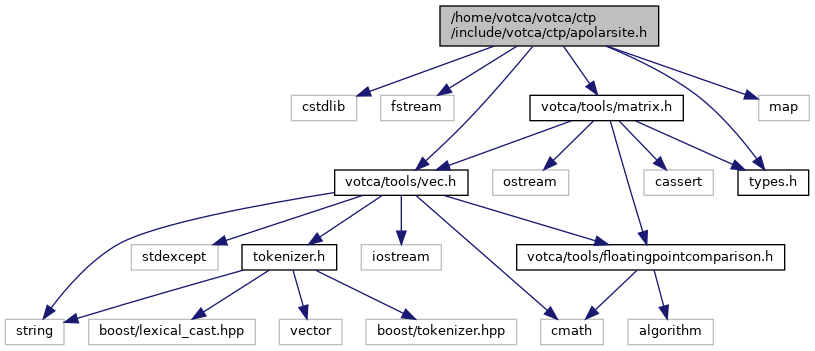 /home/votca/votca/ctp
/include/votca/ctp/apolarsite.h
cstdlib
fstream
votca/tools/matrix.h
map
votca/tools/vec.h
ostream
cassert
types.h
stdexcept
tokenizer.h
iostream
votca/tools/floatingpointcomparison.h
string
boost/lexical_cast.hpp
vector
boost/tokenizer.hpp
cmath
algorithm